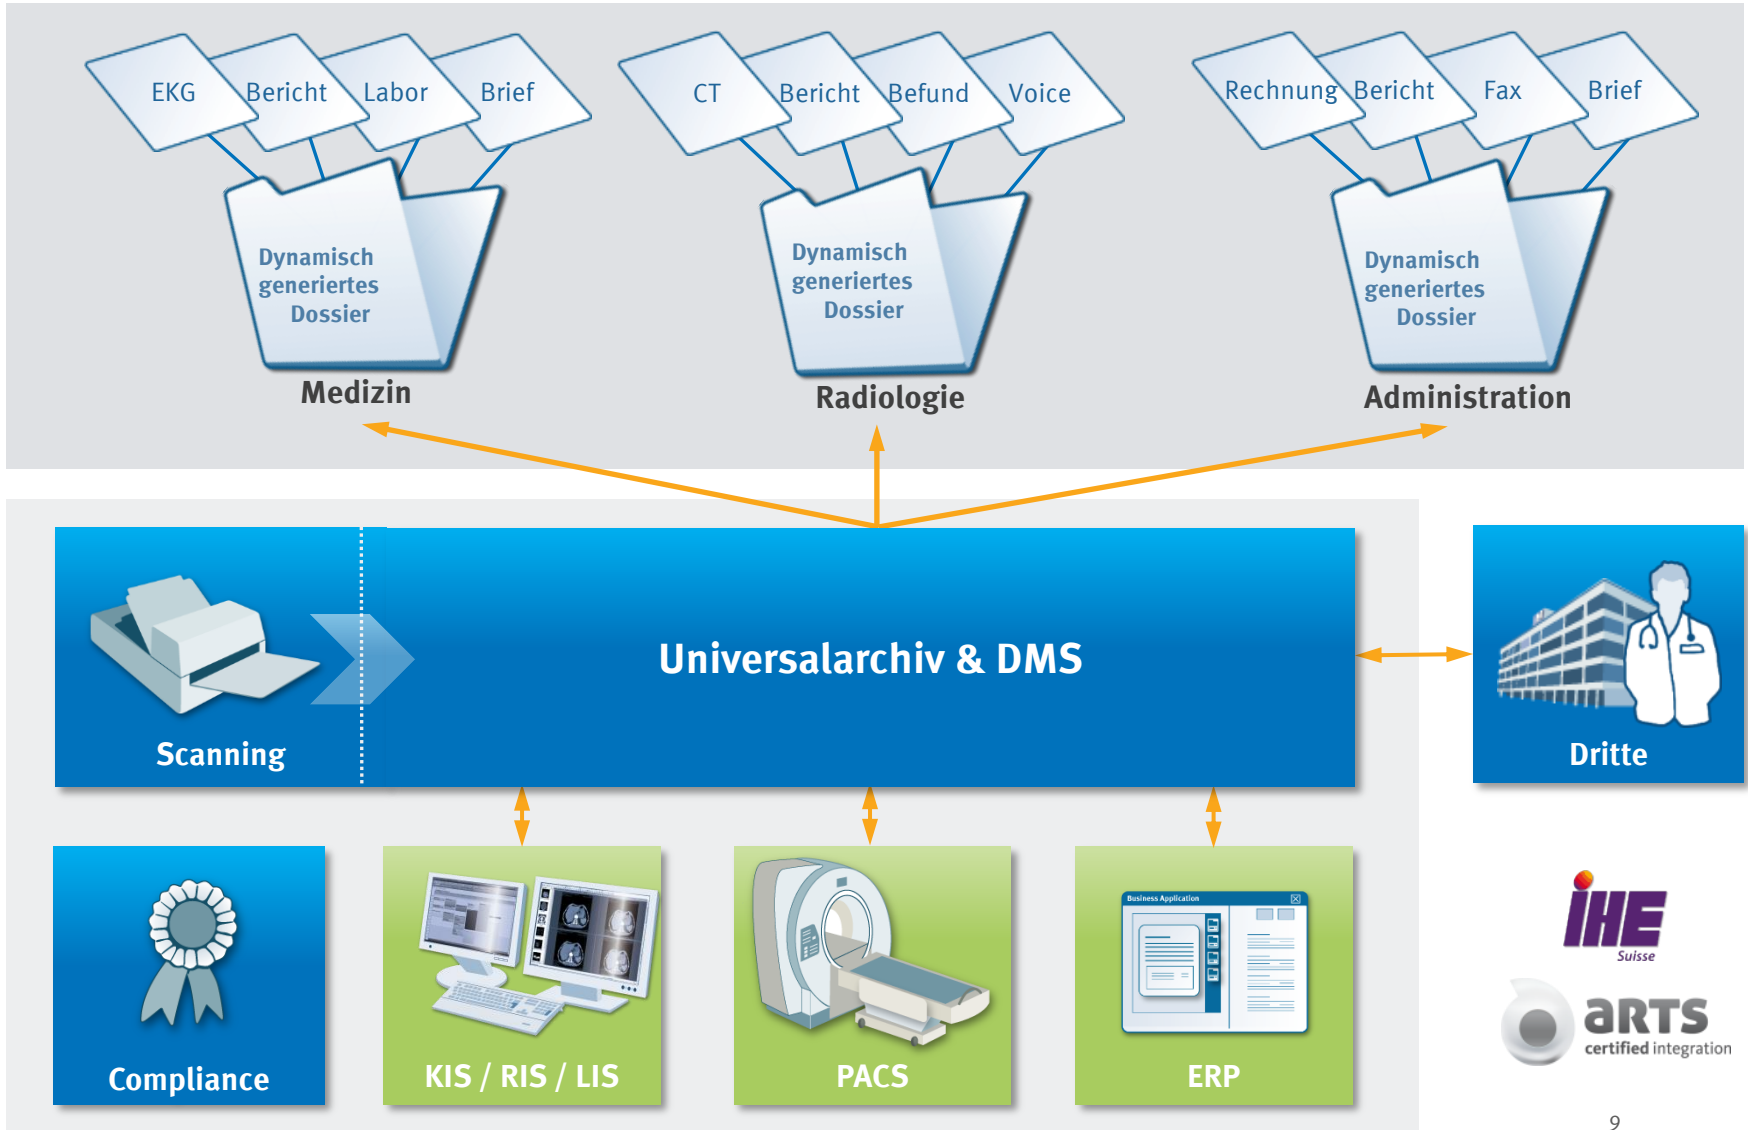 EKG
Bericht
Labor
Brief
CT
Bericht
Befund
Voice
Rechnung
Bericht
Fax
Brief
Dynamisch
generiertes
Dossier
Dynamisch
generiertes
Dossier
Dynamisch
generiertes
Dossier
Medizin
Radiologie
Administration
Universalarchiv & DMS
Scanning
Dritte
Business Application
Compliance
KIS / RIS / LIS
PACS
ERP
iHE
Suisse
aRTS
certified integration
9